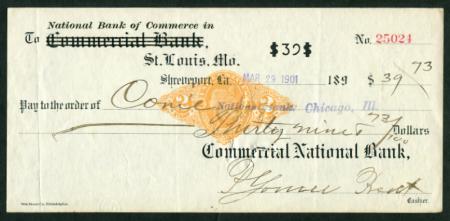 National Bank of Commerce in
To Commercial Bank, No. 25024
$39$
St. Louis, Mo.
Shreveport, La. MAR 29 1901 189 $ 39 73
Pay to the order of National Bank, Chicago, Ill.
Thirty nine & 73/100 Dollars
Commercial National Bank,
Cashier.